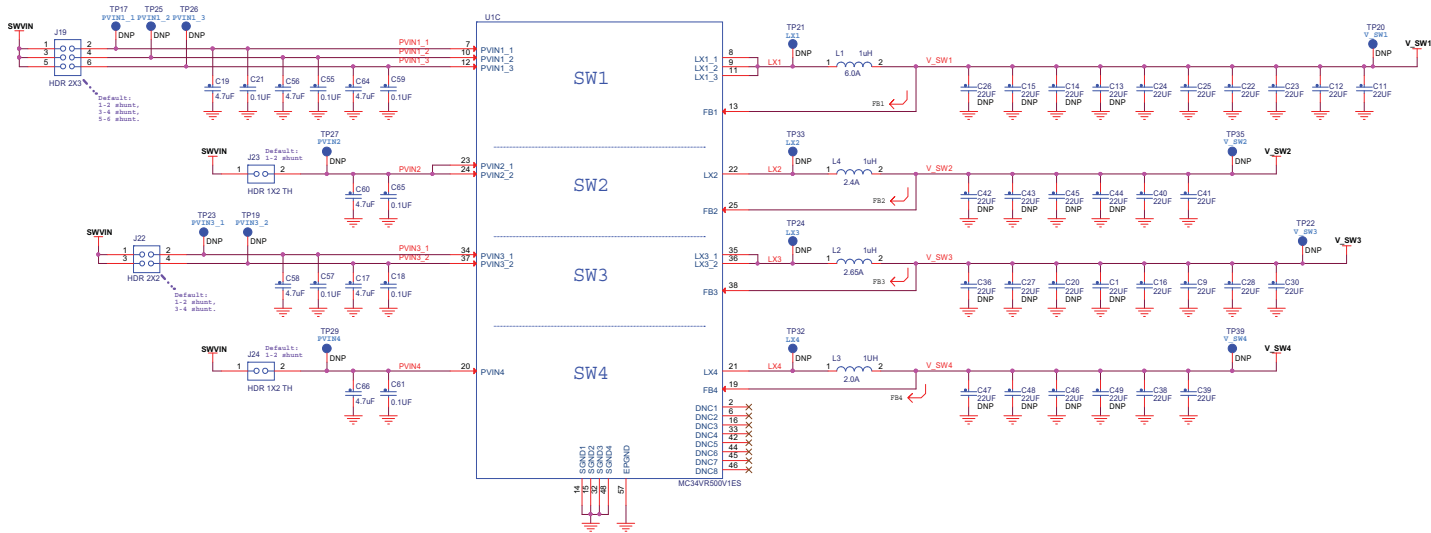 U1C
MC34VR500V1ES
SW1
SW2
SW3
SW4
SWVIN
J19
1 2
3 4
5 6
HDR 2X3
Default:
1-2 shunt,
3-4 shunt,
5-6 shunt.
TP17
PVIN1_1
DNP
TP25
PVIN1_2
DNP
TP26
PVIN1_3
DNP
PVIN1_1
PVIN1_2
PVIN1_3
7 PVIN1_1
10 PVIN1_2
12 PVIN1_3
C19
4.7uF
C21
0.1UF
C56
4.7uF
C55
0.1UF
C64
4.7uF
C59
0.1UF
SWVIN
J23
Default:
1-2 shunt
1 2
HDR 1X2 TH
TP27
PVIN2
DNP
PVIN2
23 PVIN2_1
24 PVIN2_2
C60
4.7uF
C65
0.1UF
SWVIN
J22
1 2
3 4
HDR 2X2
Default:
1-2 shunt,
3-4 shunt.
TP23
PVIN3_1
DNP
TP19
PVIN3_2
DNP
PVIN3_1
PVIN3_2
34 PVIN3_1
37 PVIN3_2
C58
4.7uF
C57
0.1UF
C17
4.7uF
C18
0.1UF
SWVIN
J24
Default:
1-2 shunt
1 2
HDR 1X2 TH
TP29
PVIN4
DNP
PVIN4
20 PVIN4
C66
4.7uF
C61
0.1UF
LX1_1 8
LX1_2 9
LX1_3 11
FB1 13
LX1
TP21
LX1
DNP
L1 1uH
1 2
6.0A
V_SW1
FB1
C26
22UF
DNP
C15
22UF
DNP
C14
22UF
DNP
C13
22UF
DNP
C24
22UF
C25
22UF
C22
22UF
C23
22UF
C12
22UF
C11
22UF
TP20
V_SW1
DNP
V_SW1
LX2 22
FB2 25
LX2
TP33
LX2
DNP
L4 1uH
1 2
2.4A
V_SW2
FB2
C42
22UF
DNP
C43
22UF
DNP
C45
22UF
DNP
C44
22UF
DNP
C40
22UF
C41
22UF
TP35
V_SW2
DNP
V_SW2
LX3_1 35
LX3_2 36
FB3 38
LX3
TP24
LX3
DNP
L2 1uH
1 2
2.65A
V_SW3
FB3
C36
22UF
DNP
C27
22UF
DNP
C20
22UF
DNP
C1
22UF
DNP
C16
22UF
C9
22UF
C28
22UF
C30
22UF
TP22
V_SW3
DNP
V_SW3
LX4 21
FB4 19
LX4
TP32
LX4
DNP
L3 1UH
1 2
2.0A
V_SW4
FB4
C47
22UF
DNP
C48
22UF
DNP
C46
22UF
DNP
C49
22UF
DNP
C38
22UF
C39
22UF
TP39
V_SW4
DNP
V_SW4
DNC1 2
DNC2 6
DNC3 16
DNC4 33
DNC5 42
DNC6 44
DNC7 45
DNC8 46
SGND1 14
SGND2 15
SGND3 32
SGND4 48
EPGND 57